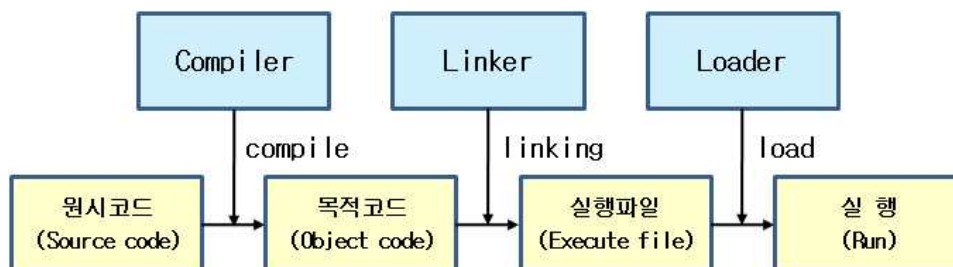 Compiler
Linker
Loader
compile
linking
load
원시코드
(Source code)
목적코드
(Object code)
실행파일
(Execute file)
실 행
(Run)